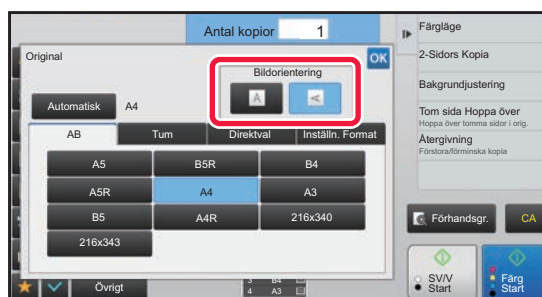 Antal kopior 1
Original
OK
Bildorientering
A A
Automatisk A4
AB Tum Direktval Inställn. Format
A5 B5R B4
A5R A4 A3
B5 A4R 216x340
216x343
Övrigt
3 B4
4 A3
Färgläge
2-Sidors Kopia
Bakgrundjustering
Tom sida Hoppa över
Hoppa över tomma sidor i orig.
Återgivning
Förstora/förminska kopia
Förhandsgr. CA
SV/V
Start
Färg
Start